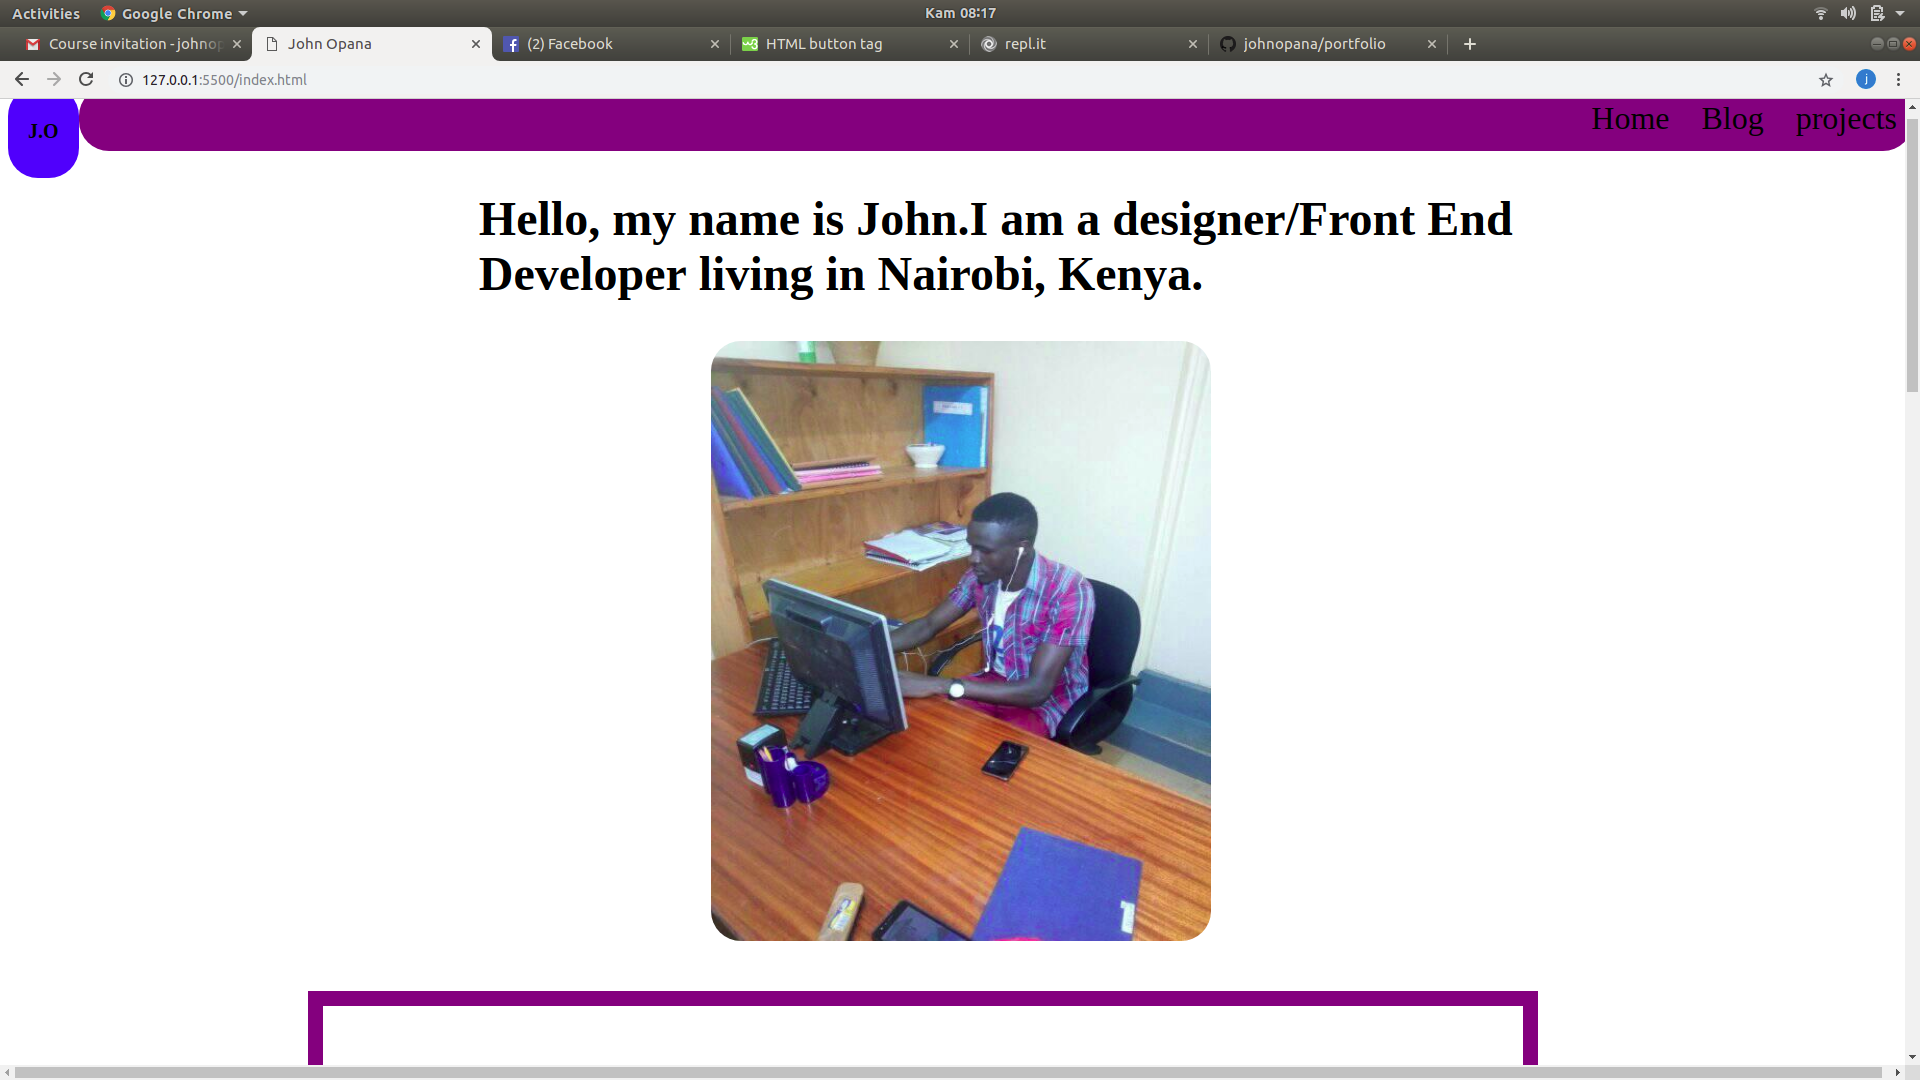 Activities Google Chrome Kam 08:17
Course invitation - johnop John Opana (2) Facebook HTML button tag repl.it johnopana/portfolio
127.0.0.1:5500/index.html j
J.O Home Blog projects
Hello, my name is John.I am a designer/Front End
Developer living in Nairobi, Kenya.